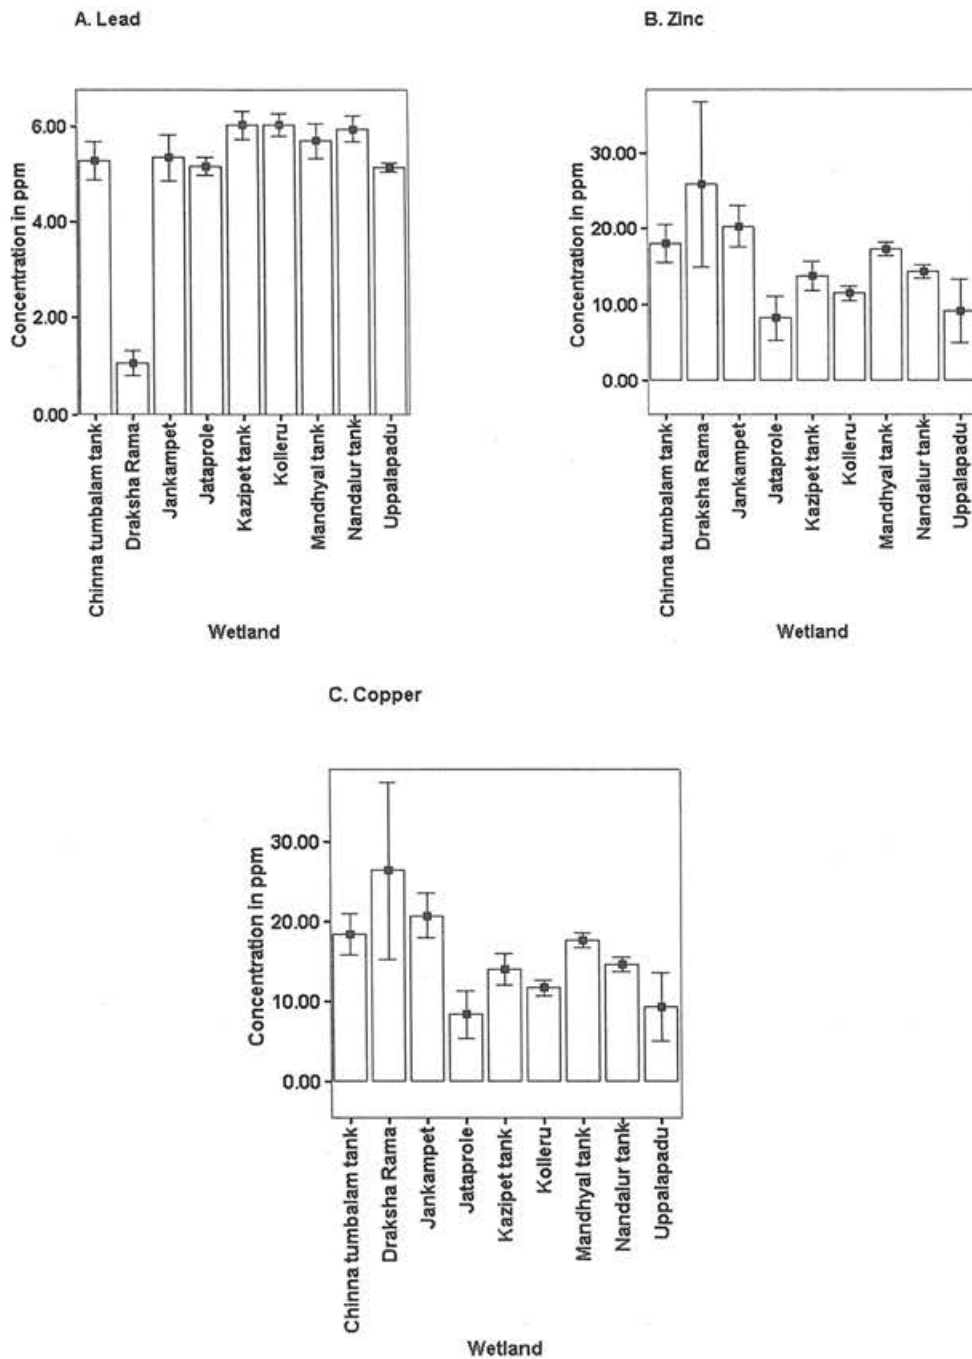 A. Lead
Concentration in ppm
6.00
4.00
2.00
0.00
Chinna tumbalam tank
Draksha Rama
Jankampet
Jataprole
Kazipet tank
Kolleru
Mandhyal tank
Nandalur tank
Uppalapadu
Wetland
B. Zinc
Concentration in ppm
30.00
20.00
10.00
0.00
Chinna tumbalam tank
Draksha Rama
Jankampet
Jataprole
Kazipet tank
Kolleru
Mandhyal tank
Nandalur tank
Uppalapadu
Wetland
C. Copper
Concentration in ppm
30.00
20.00
10.00
0.00
Chinna tumbalam tank
Draksha Rama
Jankampet
Jataprole
Kazipet tank
Kolleru
Mandhyal tank
Nandalur tank
Uppalapadu
Wetland